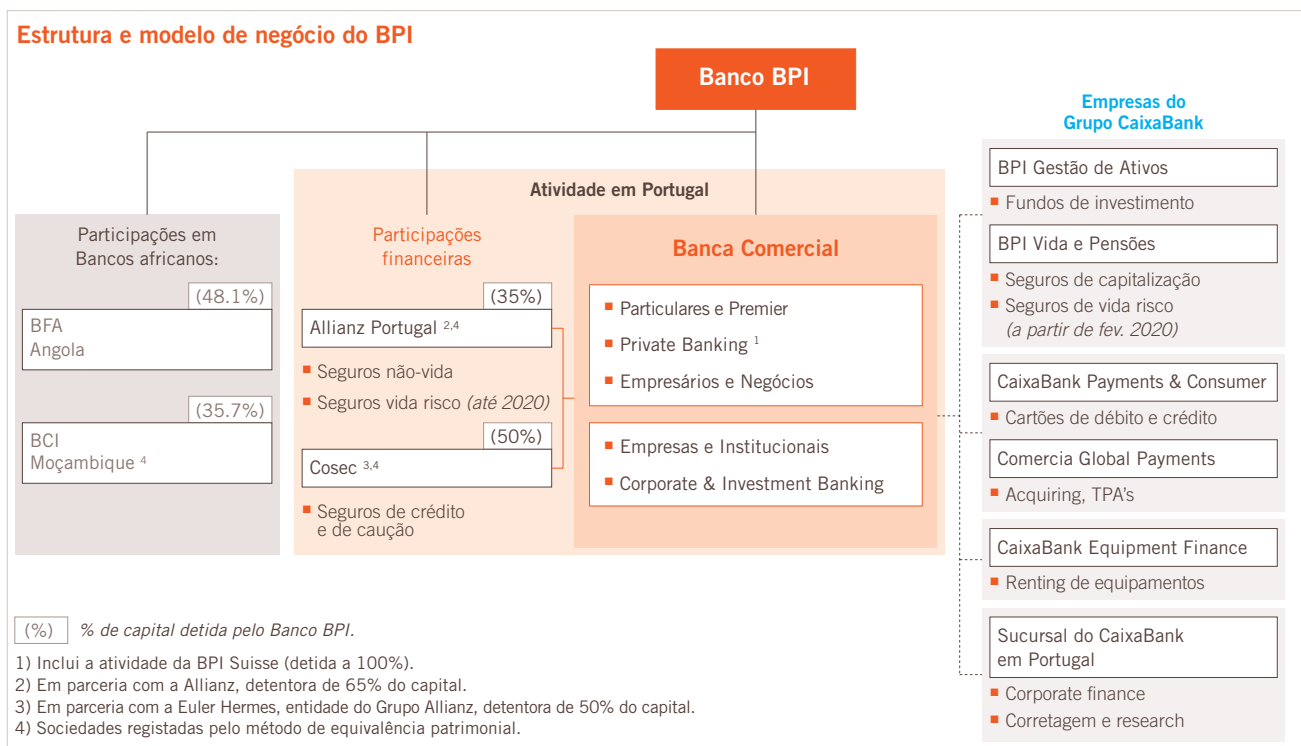 Estrutura e modelo de negócio do BPI
Banco BPI
Atividade em Portugal
Participações em
Bancos africanos:
(48.1%)
BFA
Angola
(35.7%)
BCI
Moçambique 4
Participações
financeiras
(35%)
Allianz Portugal 2,4
Seguros não-vida
Seguros vida risco (até 2020)
(50%)
Cosec 3,4
Seguros de crédito
e de caução
Banca Comercial
Particulares e Premier
Private Banking 1
Empresários e Negócios
Empresas e Institucionais
Corporate & Investment Banking
Empresas do
Grupo CaixaBank
BPI Gestão de Ativos
Fundos de investimento
BPI Vida e Pensões
Seguros de capitalização
Seguros de vida risco
(a partir de fev. 2020)
CaixaBank Payments & Consumer
Cartões de débito e crédito
Comercia Global Payments
Acquiring, TPA's
CaixaBank Equipment Finance
Renting de equipamentos
Sucursal do CaixaBank
em Portugal
Corporate finance
Corretagem e research
(%) % de capital detida pelo Banco BPI.
1) Inclui a atividade da BPI Suisse (detida a 100%).
2) Em parceria com a Allianz, detentora de 65% do capital.
3) Em parceria com a Euler Hermes, entidade do Grupo Allianz, detentora de 50% do capital.
4) Sociedades registadas pelo método de equivalência patrimonial.